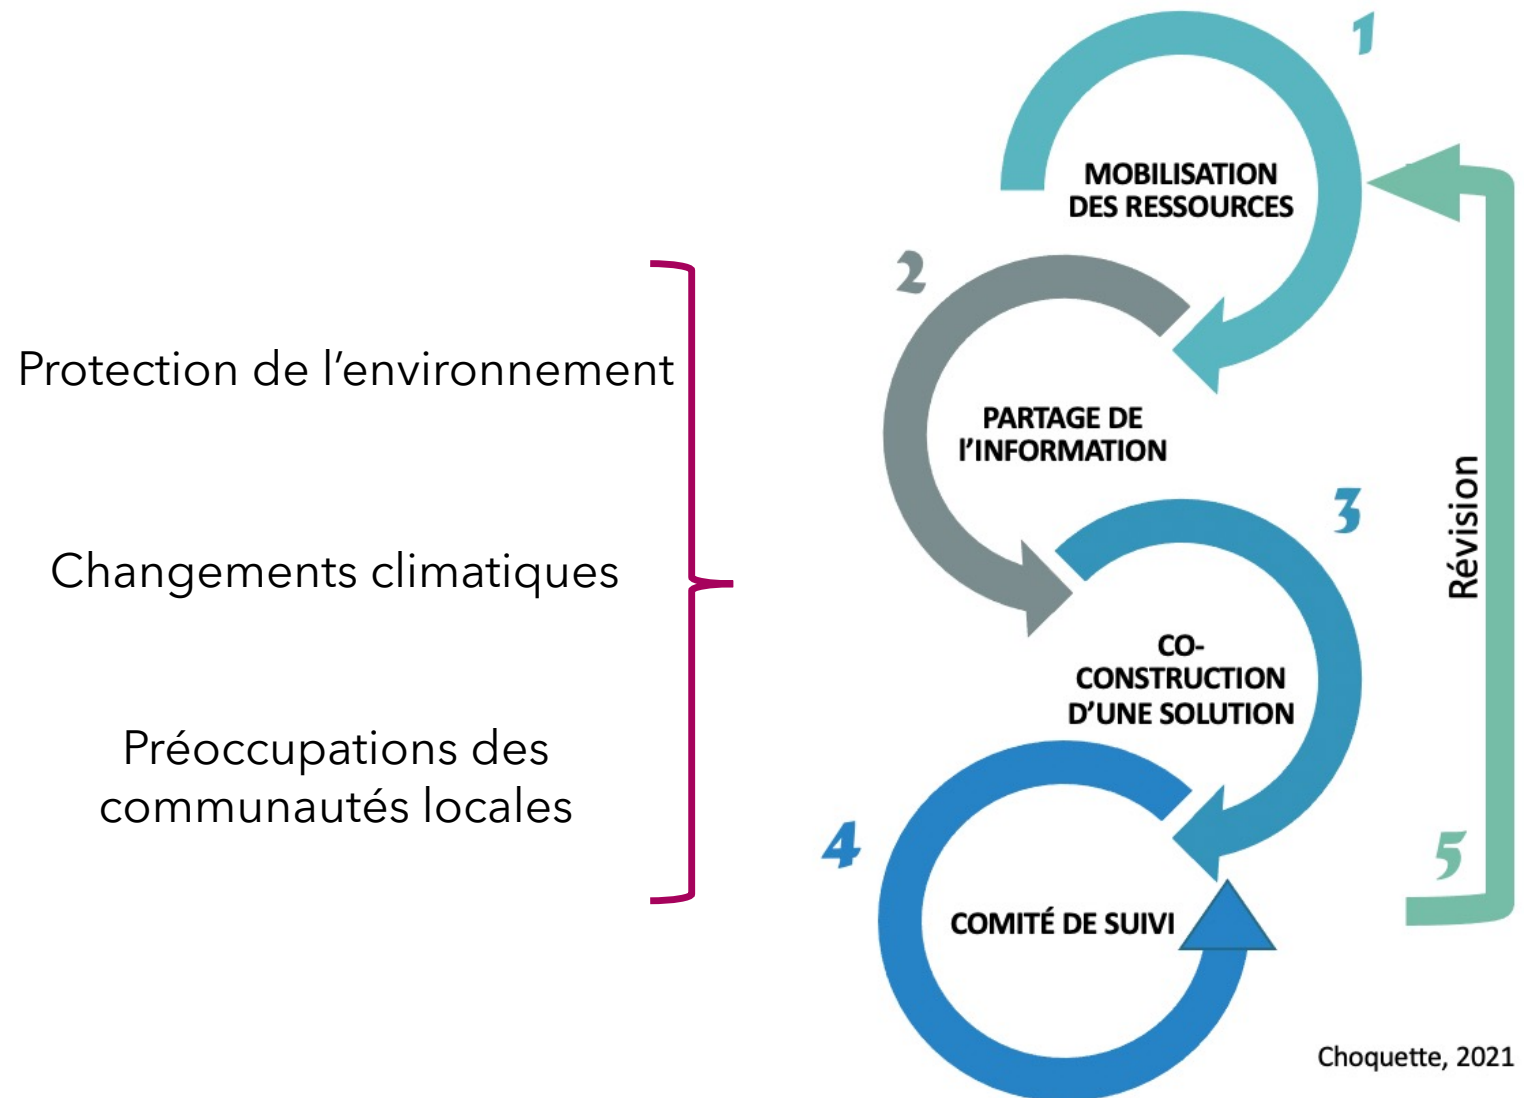 Protection de l’environnement
Changements climatiques
Préoccupations des
communautés locales
1
MOBILISATION
DES RESSOURCES
2
PARTAGE DE
l’INFORMATION
3
CO-
CONSTRUCTION
D’UNE SOLUTION
4
COMITÉ DE SUIVI
5
Révision
Choquette, 2021